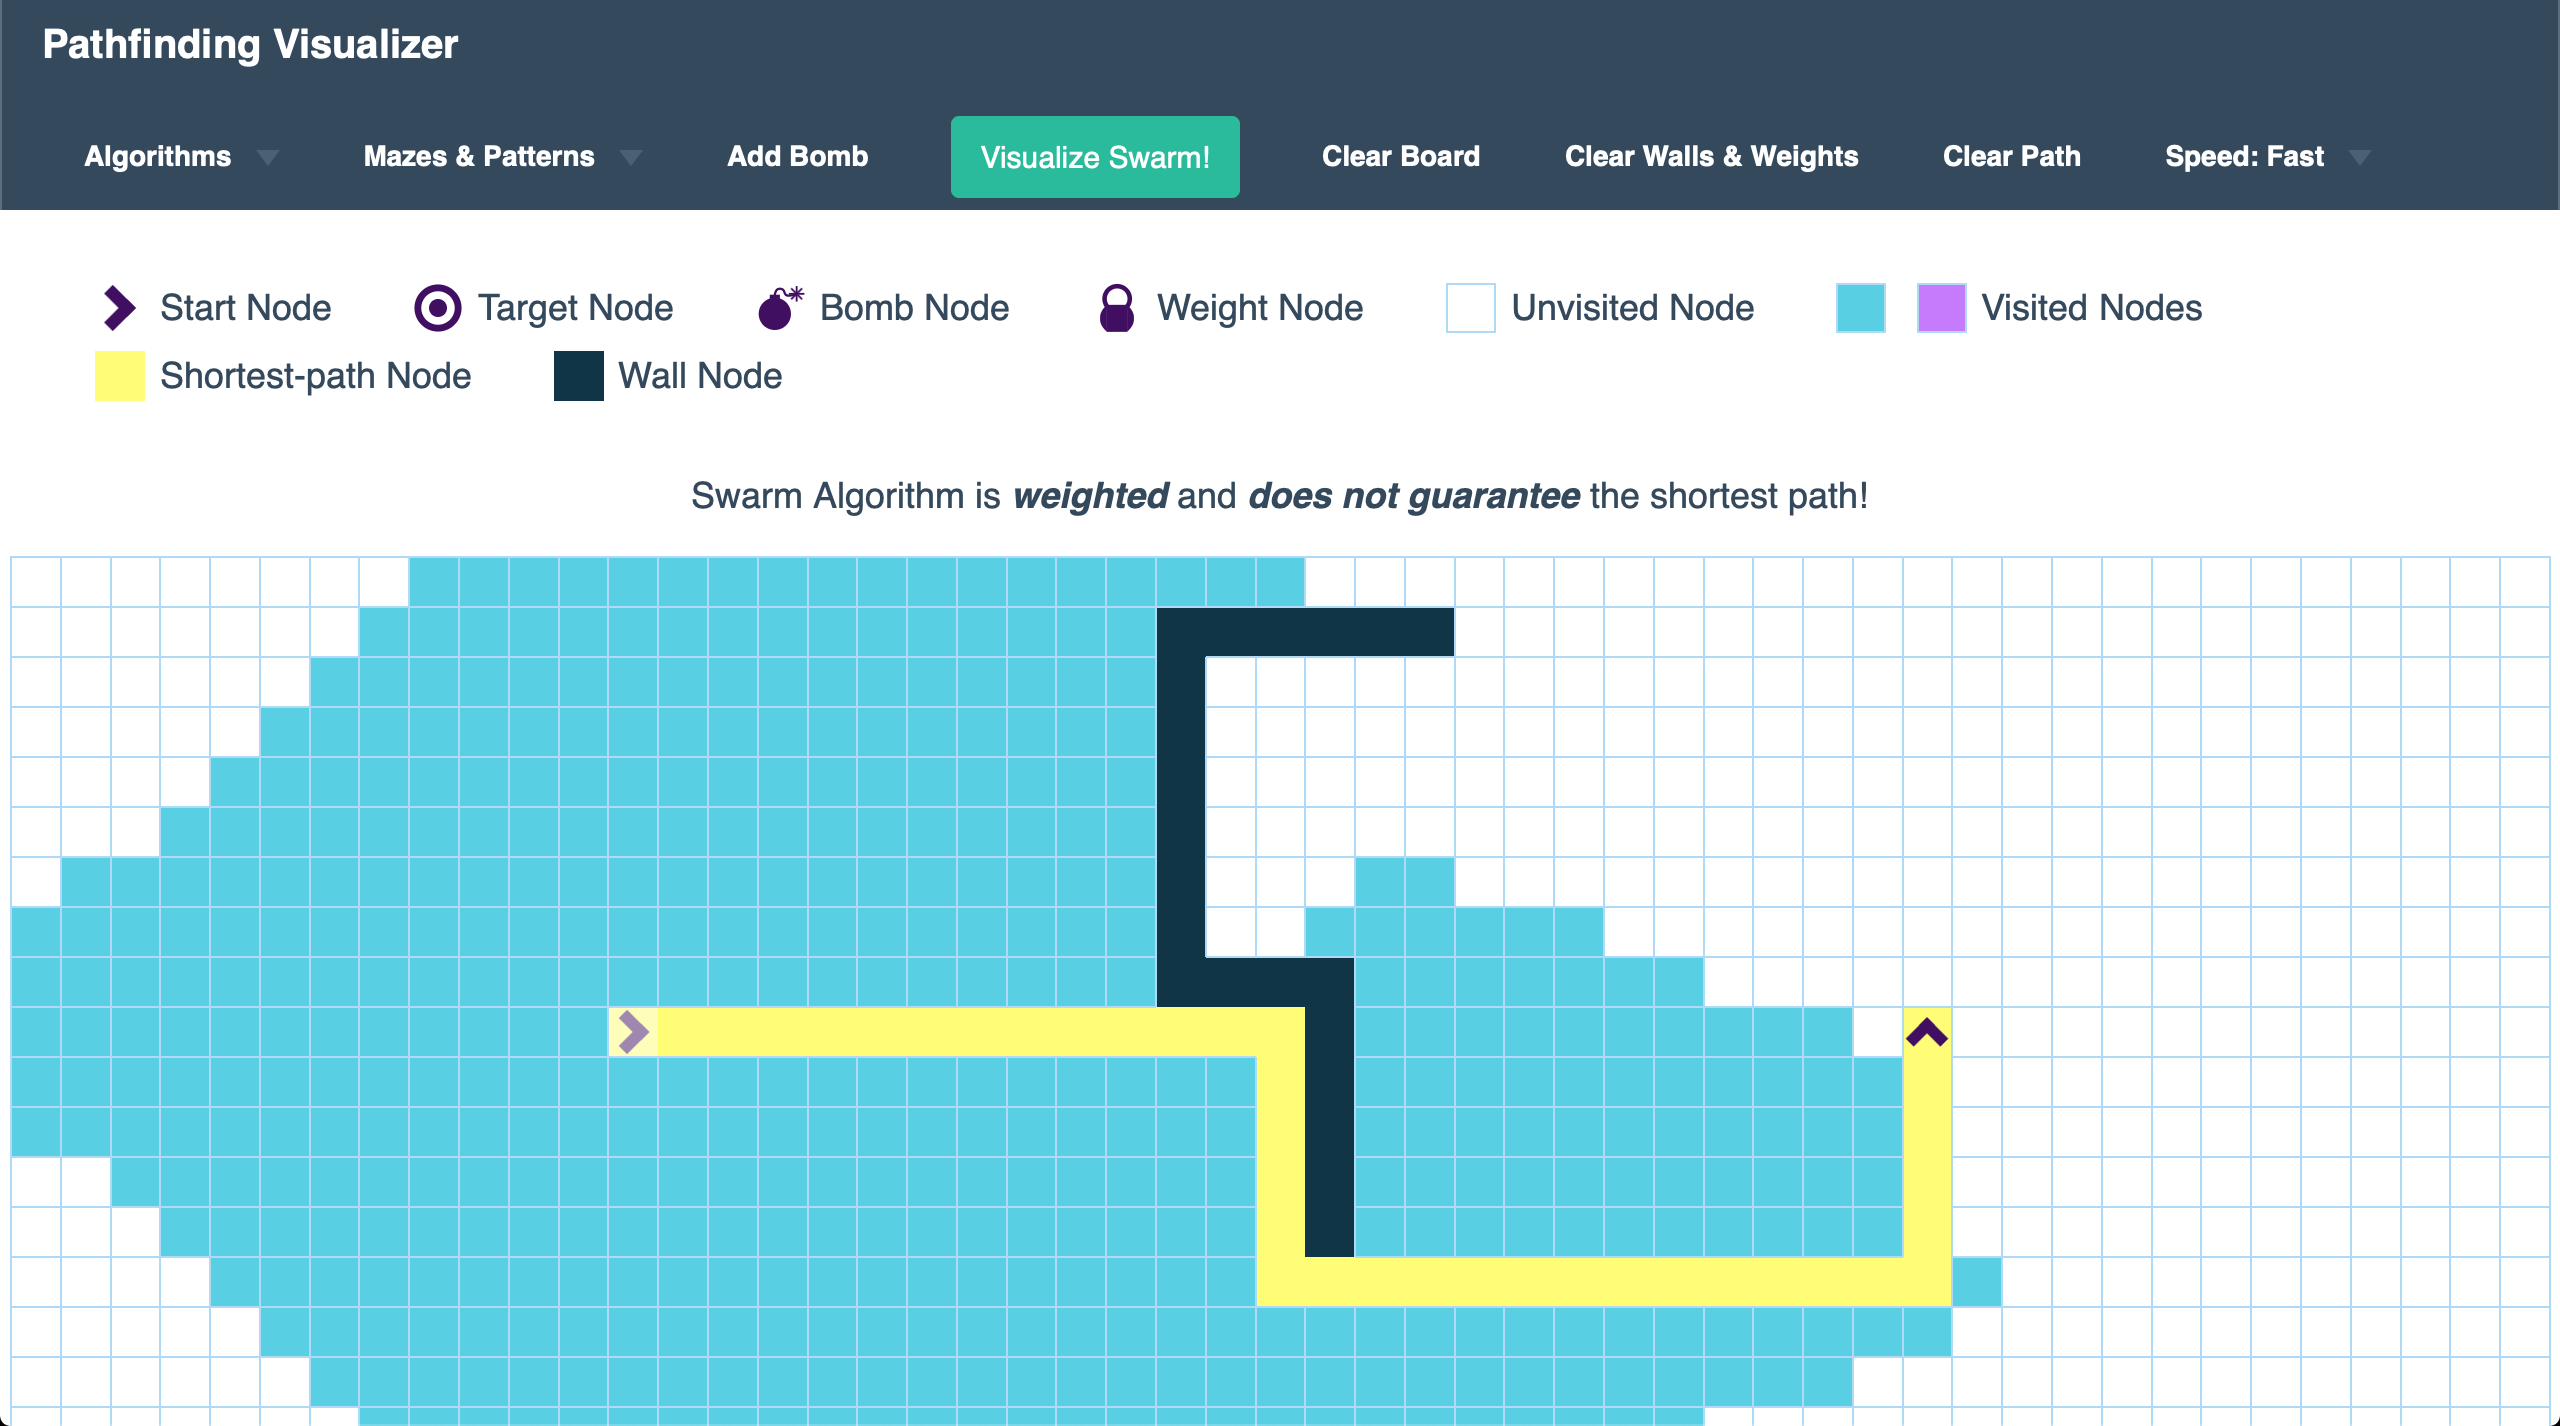 Pathfinding Visualizer
Algorithms Mazes & Patterns Add Bomb Visualize Swarm! Clear Board Clear Walls & Weights Clear Path Speed: Fast
Start Node Target Node Bomb Node Weight Node Unvisited Node Visited Nodes
Shortest-path Node Wall Node
Swarm Algorithm is weighted and does not guarantee the shortest path!